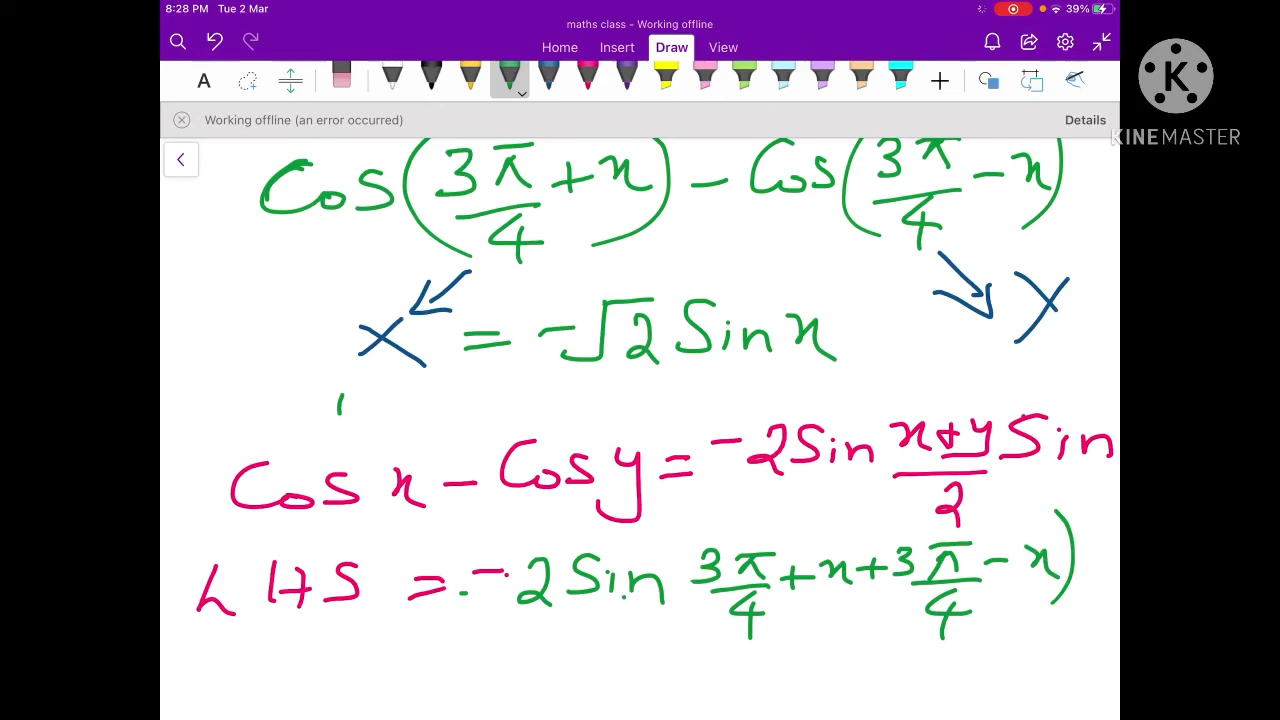 8:28 PM Tue 2 Mar
39%
maths class - Working offline
Home Insert Draw View
K
KINEMASTER
A
Working offline (an error occurred)
Details
Cos(3π/4 + x) - Cos(3π/4 - x)
x = -√2 Sin x
y
Cos x - Cos y = -2 Sin x+y/2 Sin
LHS = -2 Sin 3π/4 + x + 3π/4 - x)